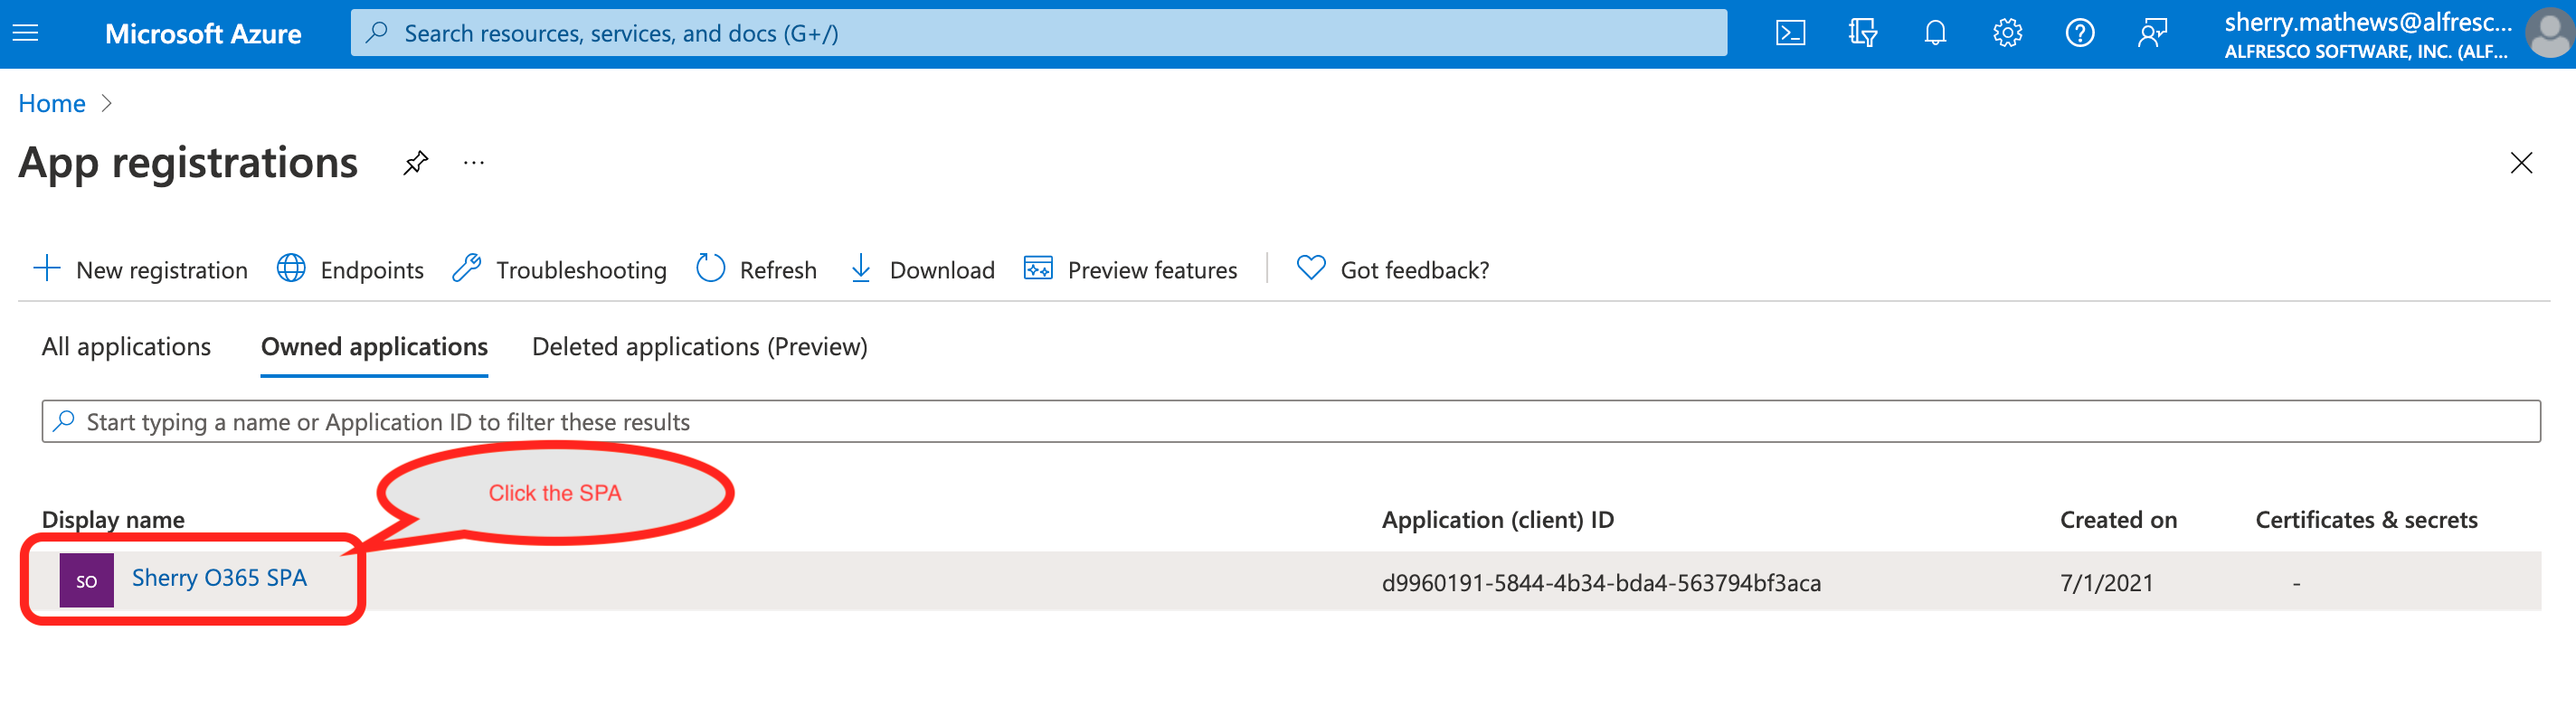 Microsoft Azure
Search resources, services, and docs (G+/)
sherry.mathews@alfresc...
ALFRESCO SOFTWARE, INC. (ALF...
Home
App registrations
...
New registration
Endpoints
Troubleshooting
Refresh
Download
Preview features
Got feedback?
All applications
Owned applications
Deleted applications (Preview)
Start typing a name or Application ID to filter these results
Click the SPA
Display name
Application (client) ID
Created on
Certificates & secrets
SO
Sherry O365 SPA
d9960191-5844-4b34-bda4-563794bf3aca
7/1/2021
-